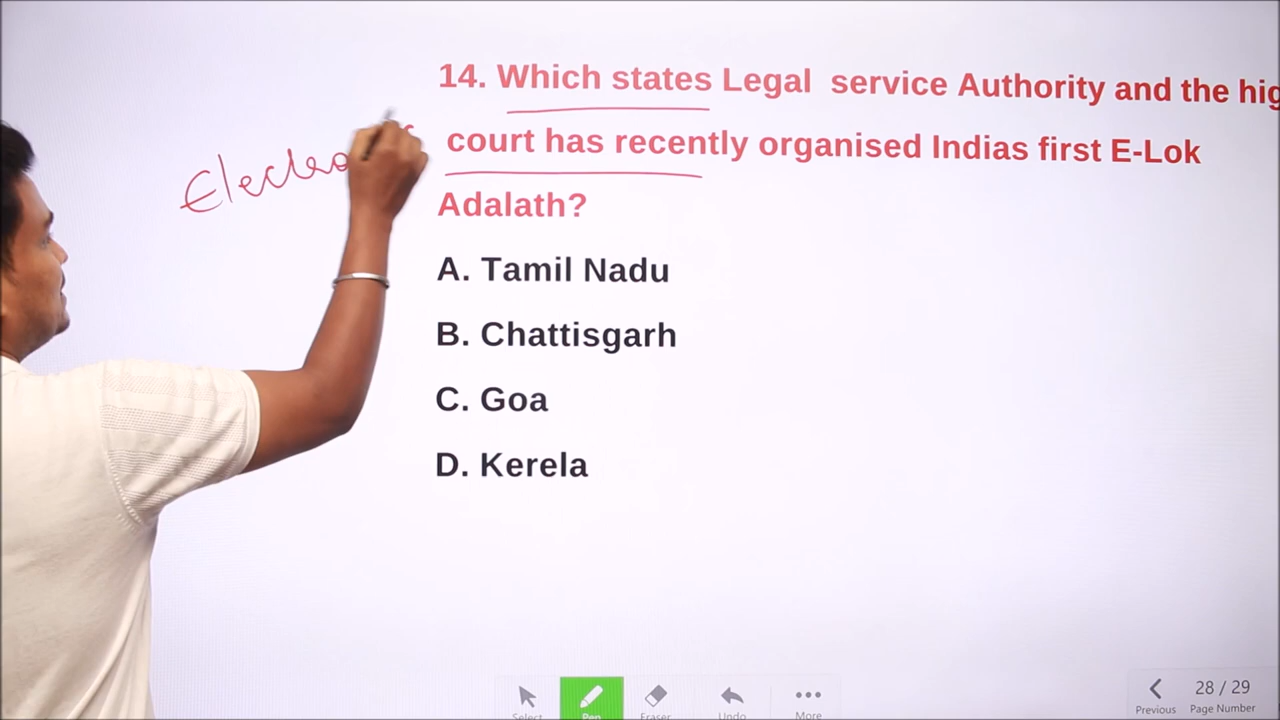 14. Which states Legal service Authority and the hig
court has recently organised Indias first E-Lok
Adalath?
A. Tamil Nadu
B. Chattisgarh
C. Goa
D. Kerela
Select
Pen
Eraser
Undo
More
Previous
28 / 29
Page Number